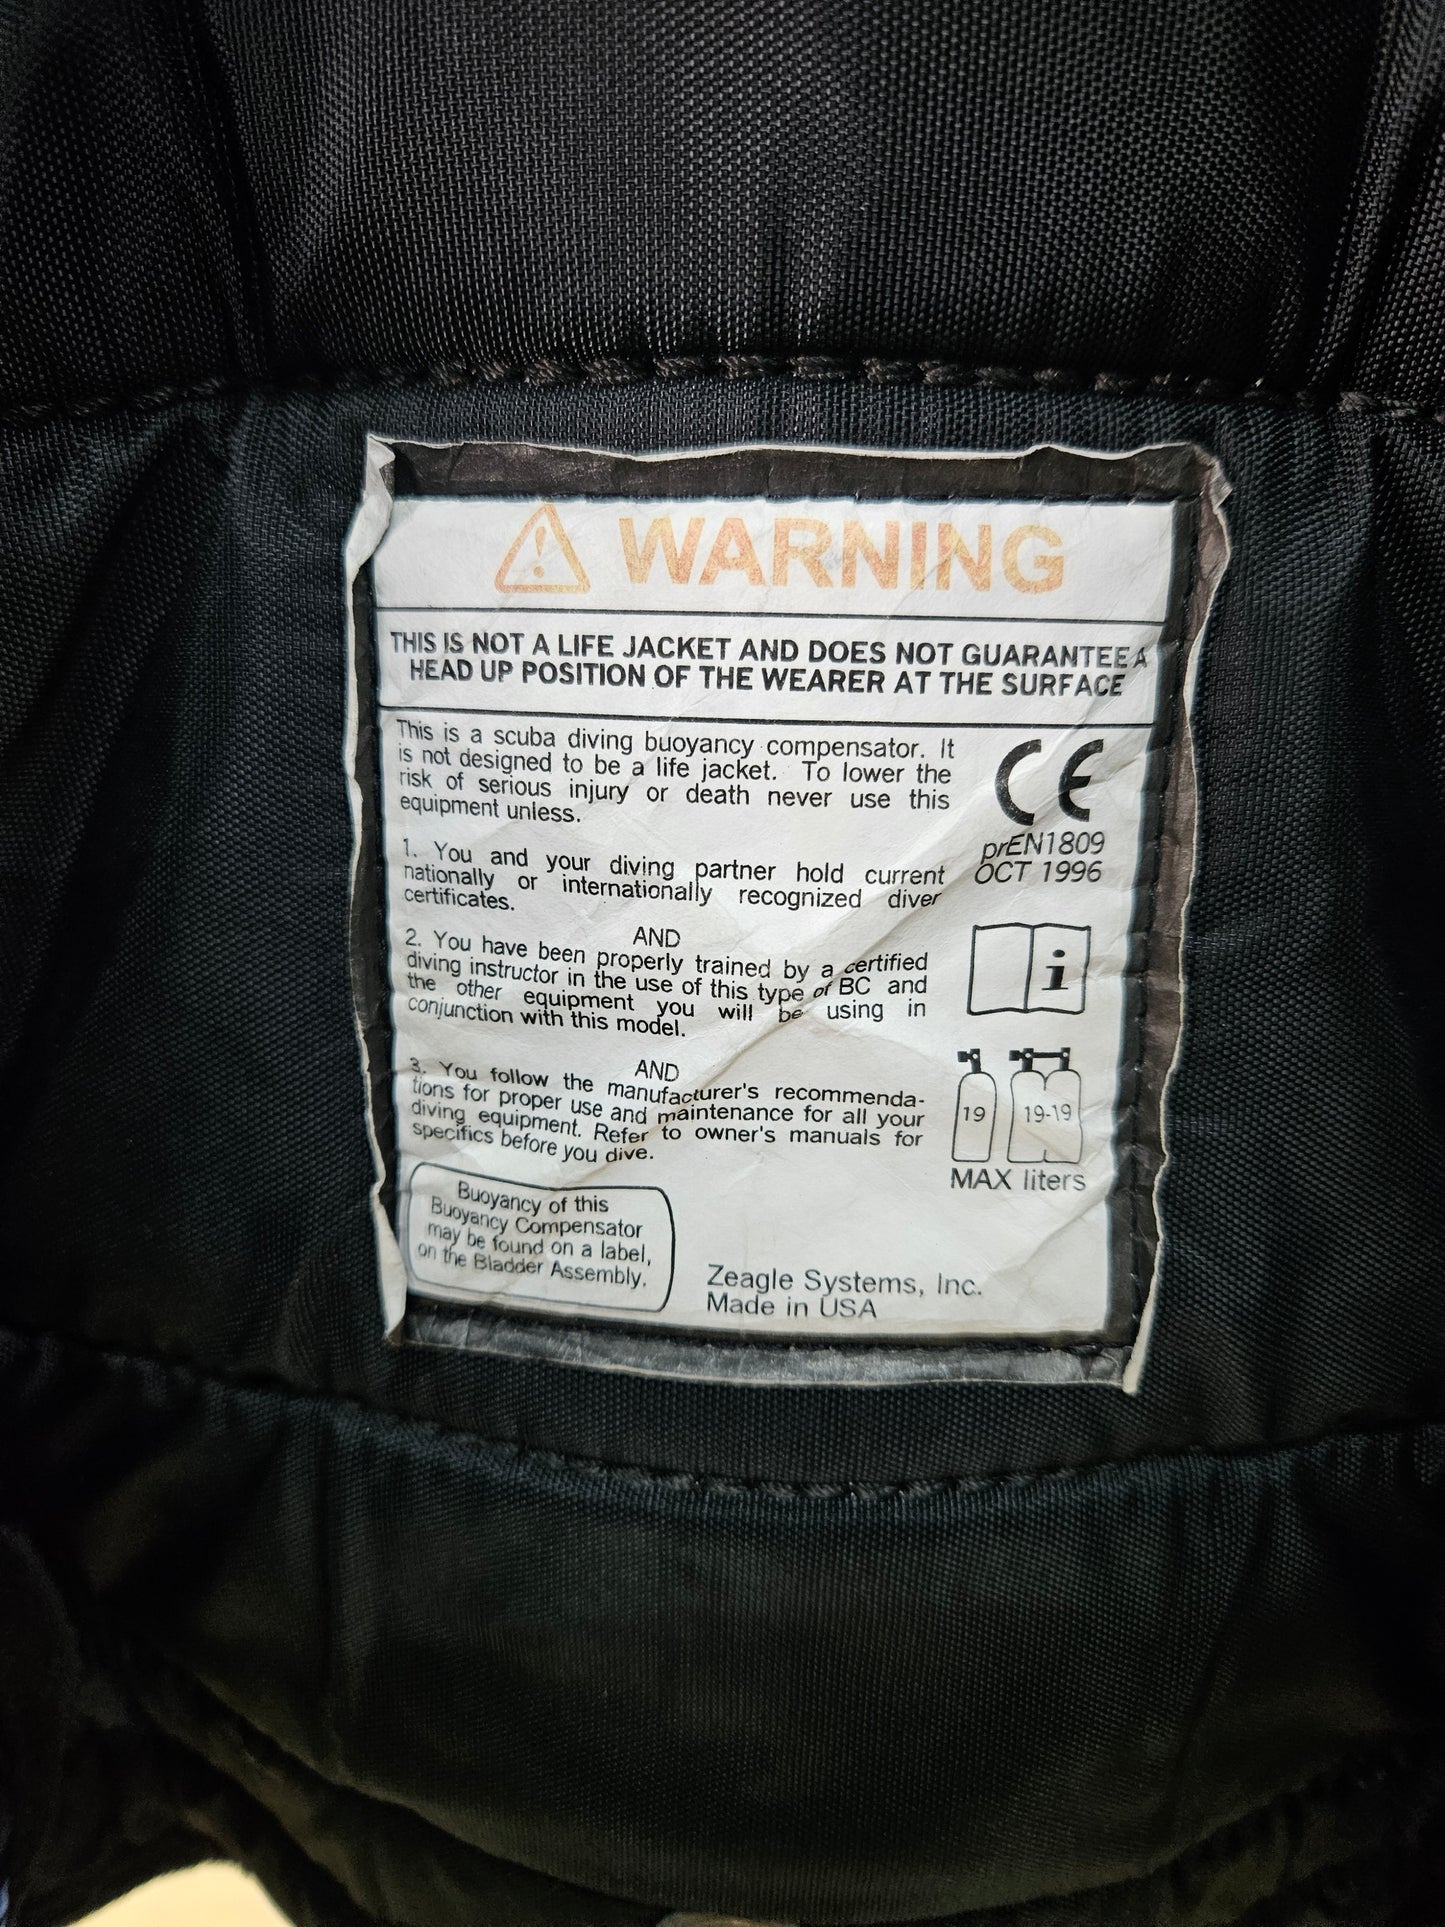 ! WARNING
THIS IS NOT A LIFE JACKET AND DOES NOT GUARANTEE A
HEAD UP POSITION OF THE WEARER AT THE SURFACE
This is a scuba diving buoyancy compensator. It
is not designed to be a life jacket. To lower the
risk of serious injury or death never use this
equipment unless.
1. You and your diving partner hold current
nationally or internationally recognized diver
certificates.
AND
2. You have been properly trained by a certified
diving instructor in the use of this type of BC and
the other equipment you will be using in
conjunction with this model.
AND
3. You follow the manufacturer's recommenda-
tions for proper use and maintenance for all your
diving equipment. Refer to owner's manuals for
specifics before you dive.
Buoyancy of this
Buoyancy Compensator
may be found on a label,
on the Bladder Assembly.
Zeagle Systems, Inc.
Made in USA
CE
prEN1809
OCT 1996
i
19 19-19
MAX liters